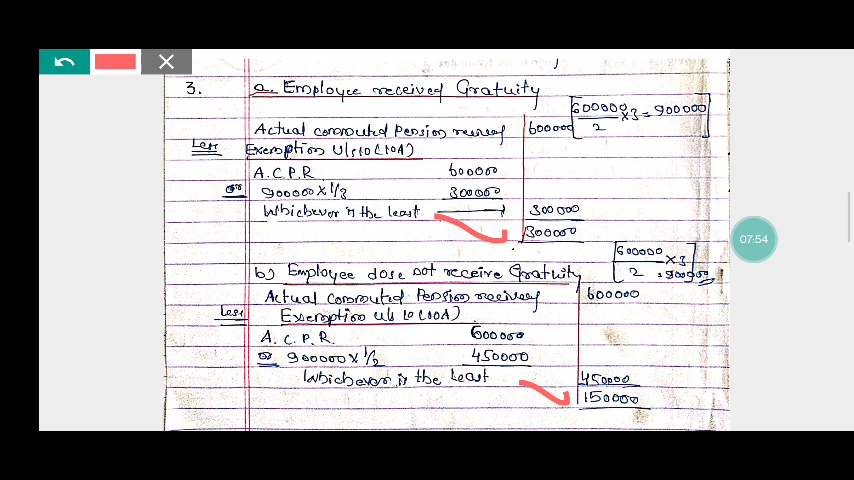 3. a. Employee received Gratuity
[600000/2 × 3 = 900000]
Actual commuted Pension received 600000
Less Exemption U/s 10(10A)
A.C.P.R. 600000
or 900000 × 1/3 300000
Whichever is the least 300000
300000
[600000/2 × 3 = 900000]
b) Employee dose not receive Gratuity
Actual commuted Pension received 600000
Less Exemption u/s 10(10A)
A.C.P.R. 600000
or 900000 × 1/2 450000
Whichever is the least 450000
150000
07:54